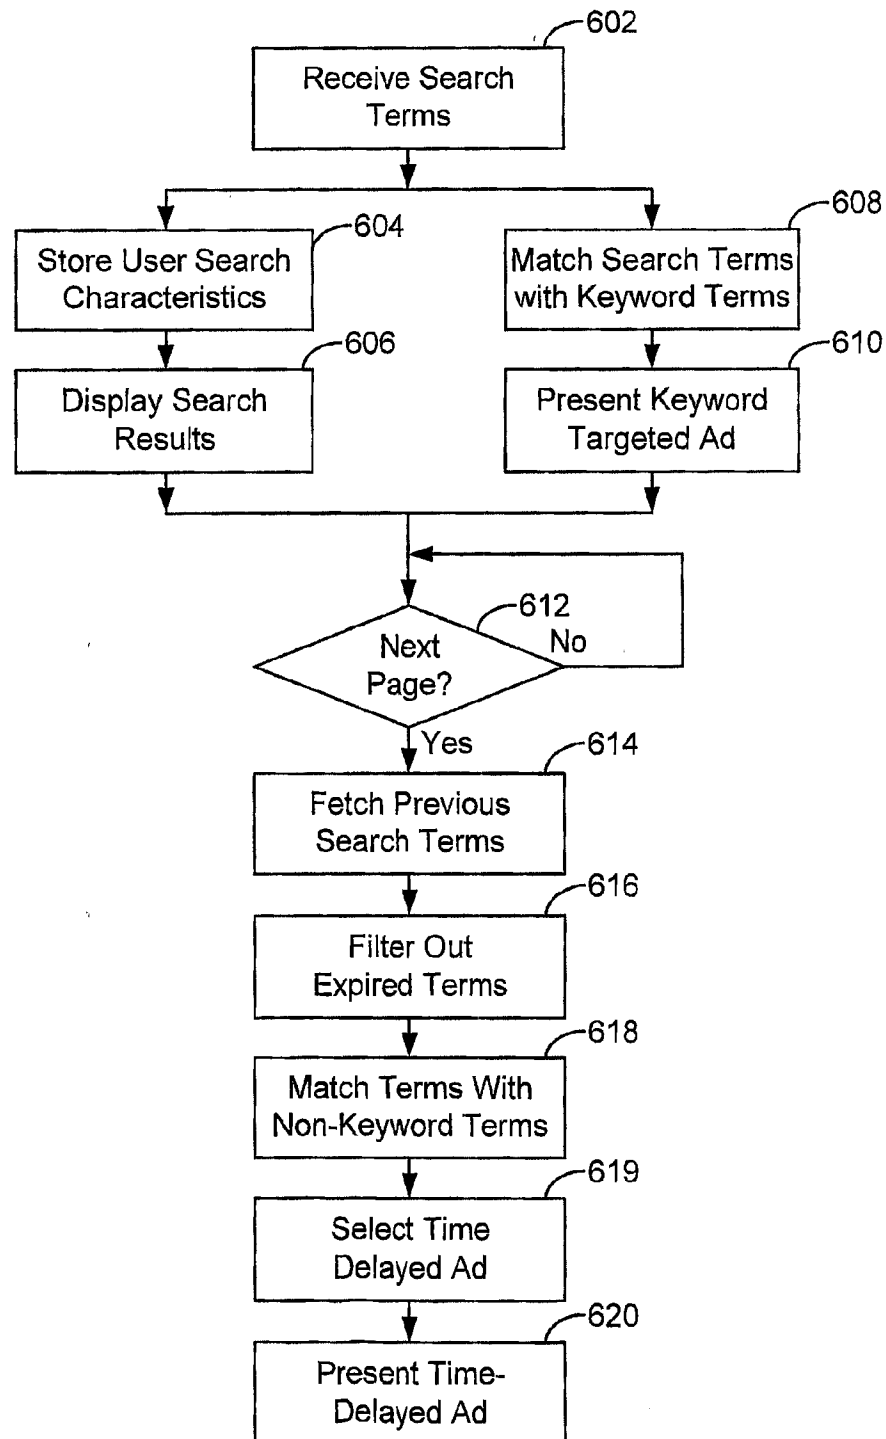 602
Receive Search
Terms
604
Store User Search
Characteristics
606
Display Search
Results
608
Match Search Terms
with Keyword Terms
610
Present Keyword
Targeted Ad
612
Next
Page?
No
Yes
614
Fetch Previous
Search Terms
616
Filter Out
Expired Terms
618
Match Terms With
Non-Keyword Terms
619
Select Time
Delayed Ad
620
Present Time-
Delayed Ad